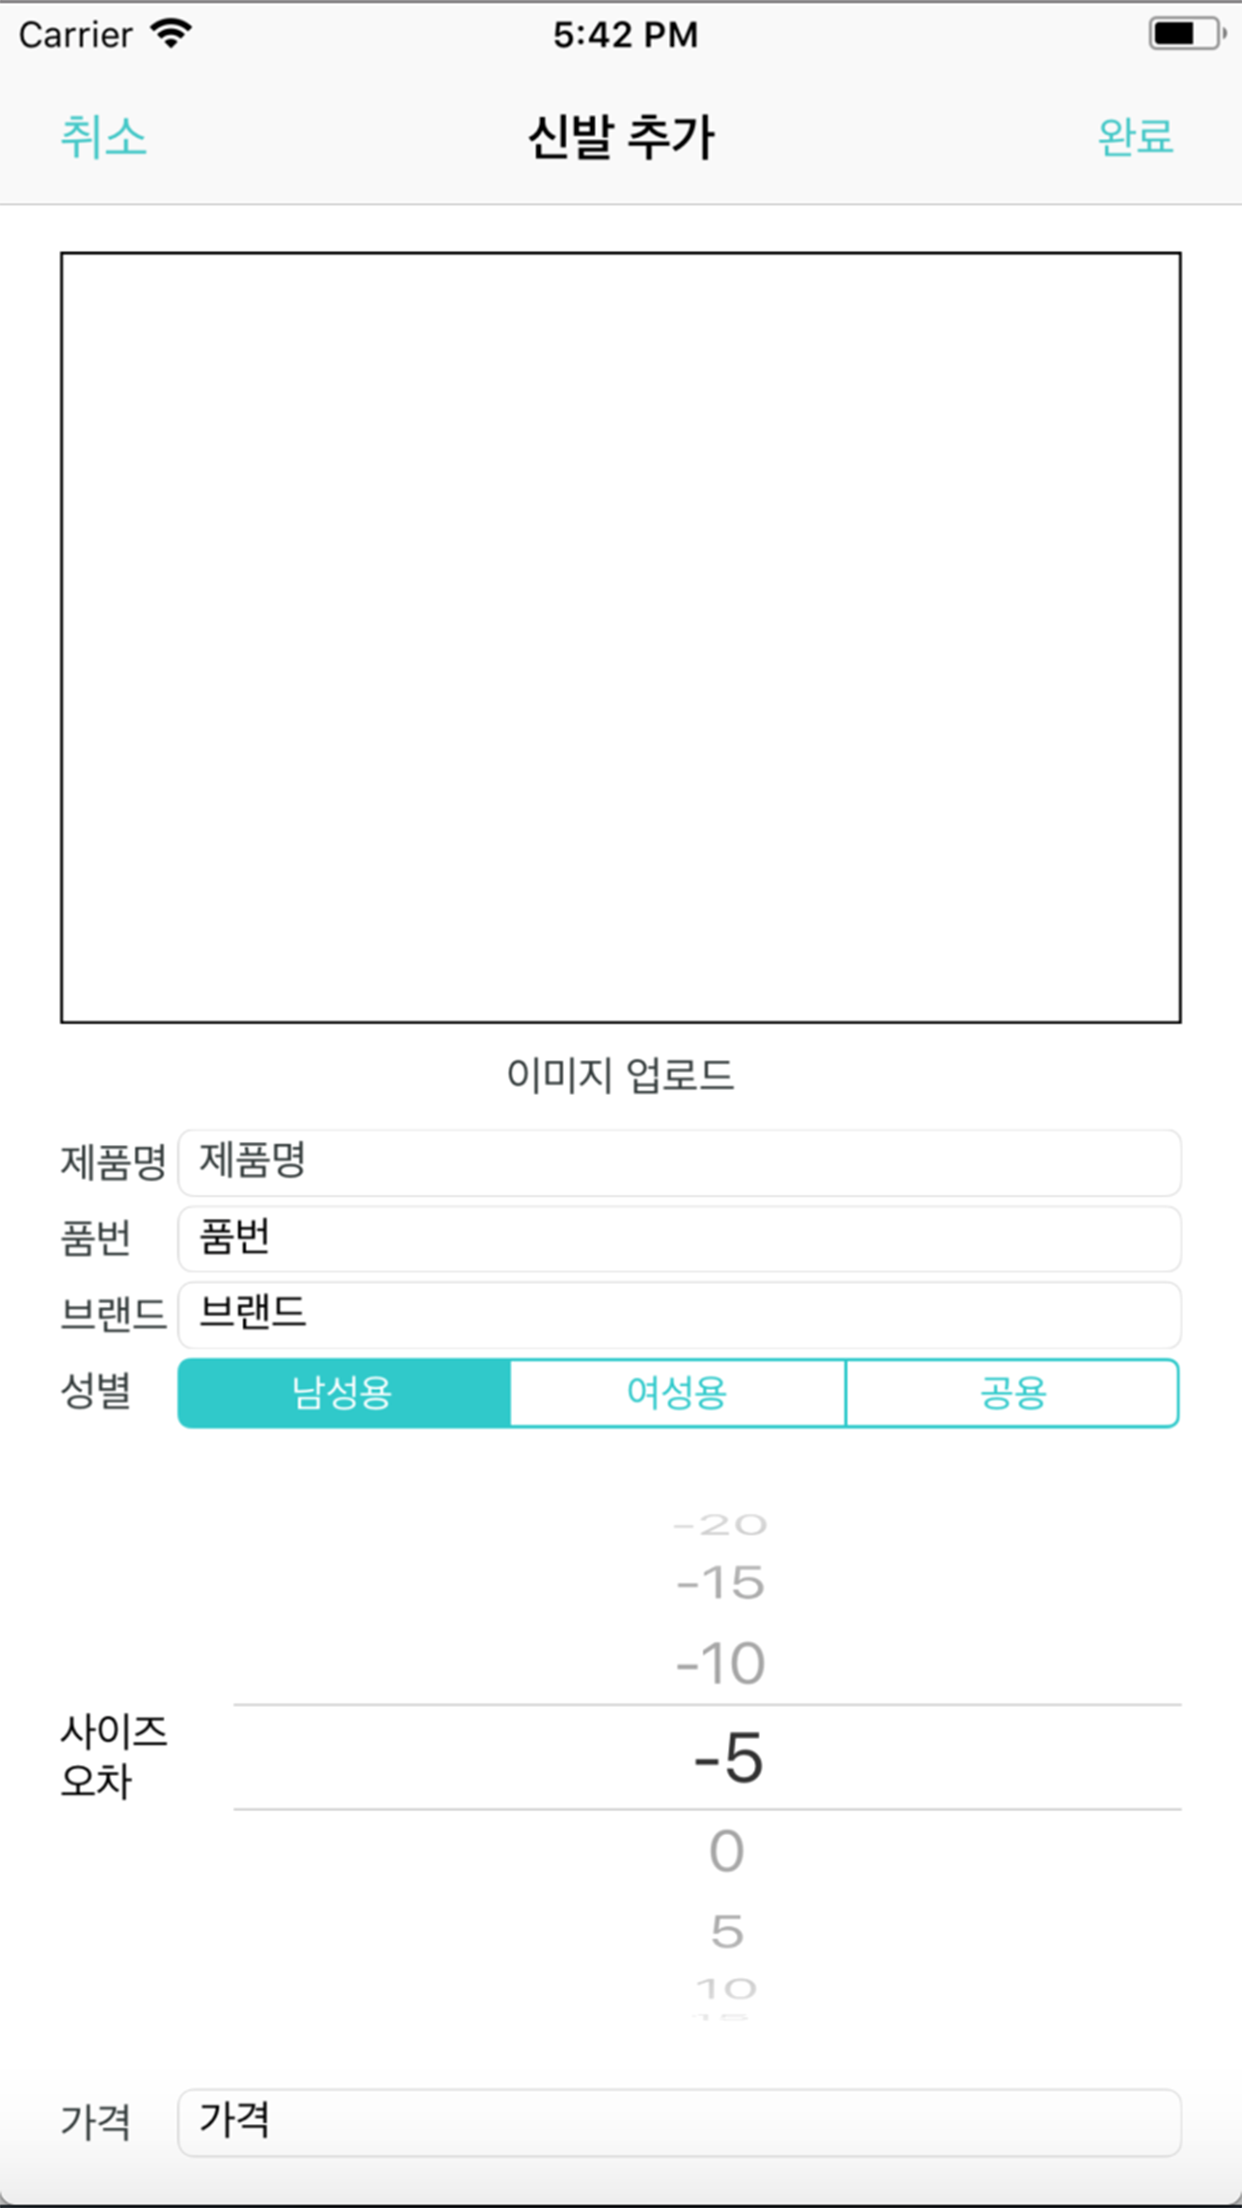 Carrier 5:42 PM
취소 신발 추가 완료
이미지 업로드
제품명 제품명
품번 품번
브랜드 브랜드
성별 남성용 여성용 공용
-20
-15
-10
사이즈
오차
-5
0
5
10
15
가격 가격